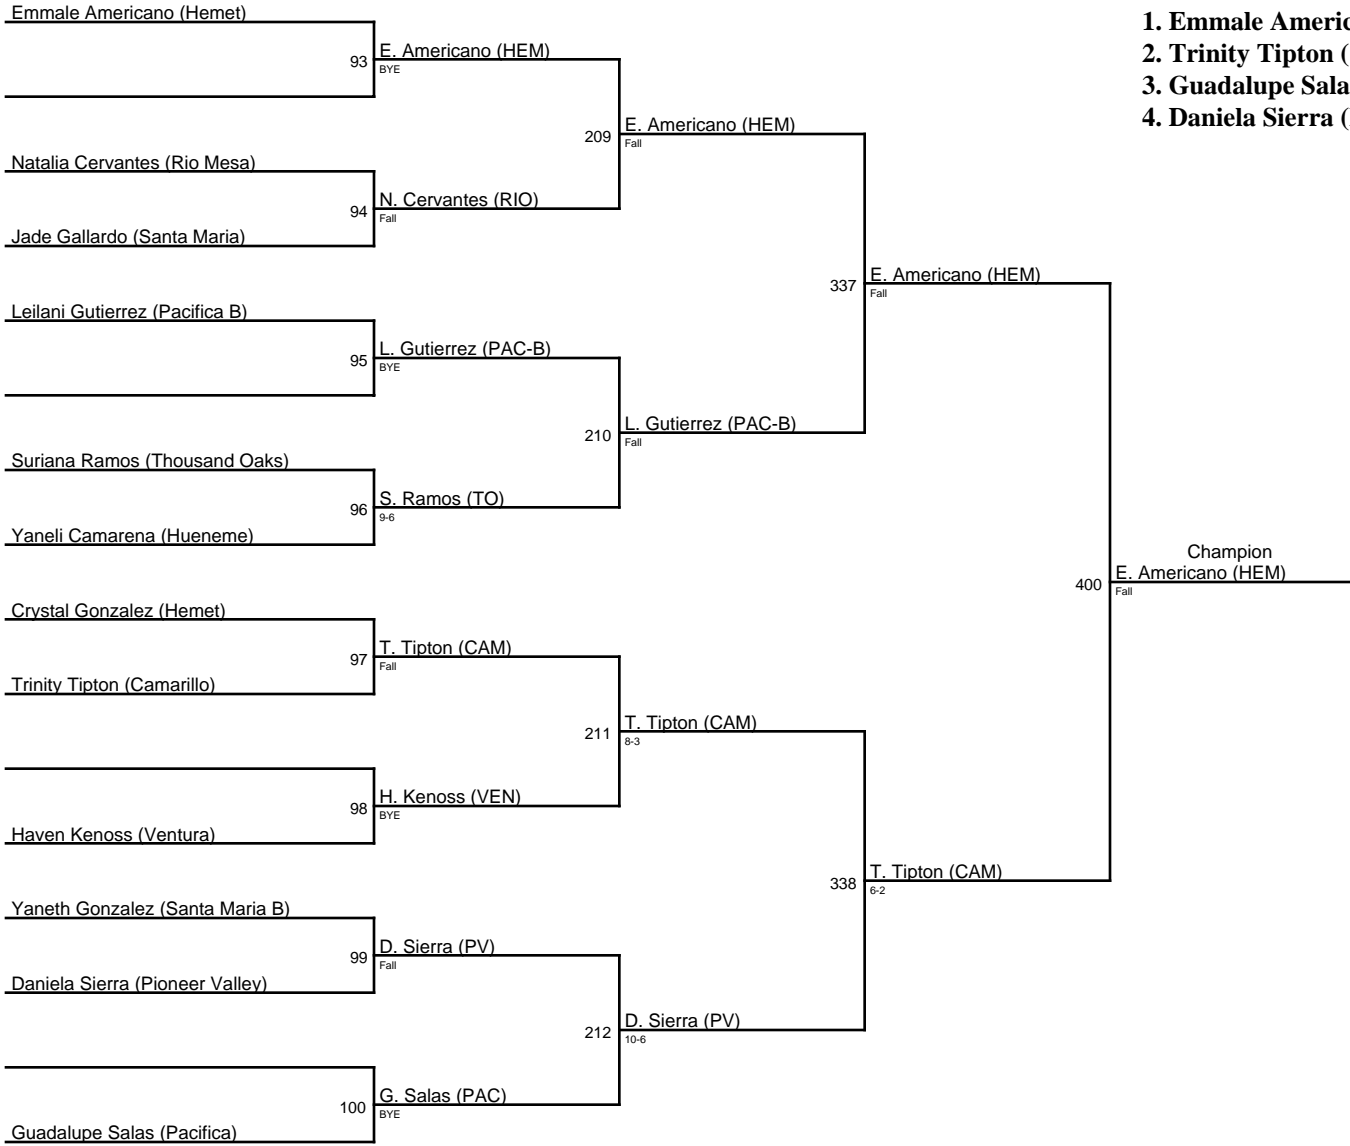 Emmale Americano (Hemet)
1. Emmale Americ
2. Trinity Tipton (
3. Guadalupe Sala
4. Daniela Sierra (
93 E. Americano (HEM)
BYE
209 E. Americano (HEM)
Fall
Natalia Cervantes (Rio Mesa)
94 N. Cervantes (RIO)
Fall
Jade Gallardo (Santa Maria)
337 E. Americano (HEM)
Fall
Leilani Gutierrez (Pacifica B)
95 L. Gutierrez (PAC-B)
BYE
210 L. Gutierrez (PAC-B)
Fall
Suriana Ramos (Thousand Oaks)
96 S. Ramos (TO)
9-6
Yaneli Camarena (Hueneme)
Champion
400 E. Americano (HEM)
Fall
Crystal Gonzalez (Hemet)
97 T. Tipton (CAM)
Fall
Trinity Tipton (Camarillo)
211 T. Tipton (CAM)
8-3
98 H. Kenoss (VEN)
BYE
Haven Kenoss (Ventura)
338 T. Tipton (CAM)
6-2
Yaneth Gonzalez (Santa Maria B)
99 D. Sierra (PV)
Fall
Daniela Sierra (Pioneer Valley)
212 D. Sierra (PV)
10-6
100 G. Salas (PAC)
BYE
Guadalupe Salas (Pacifica)